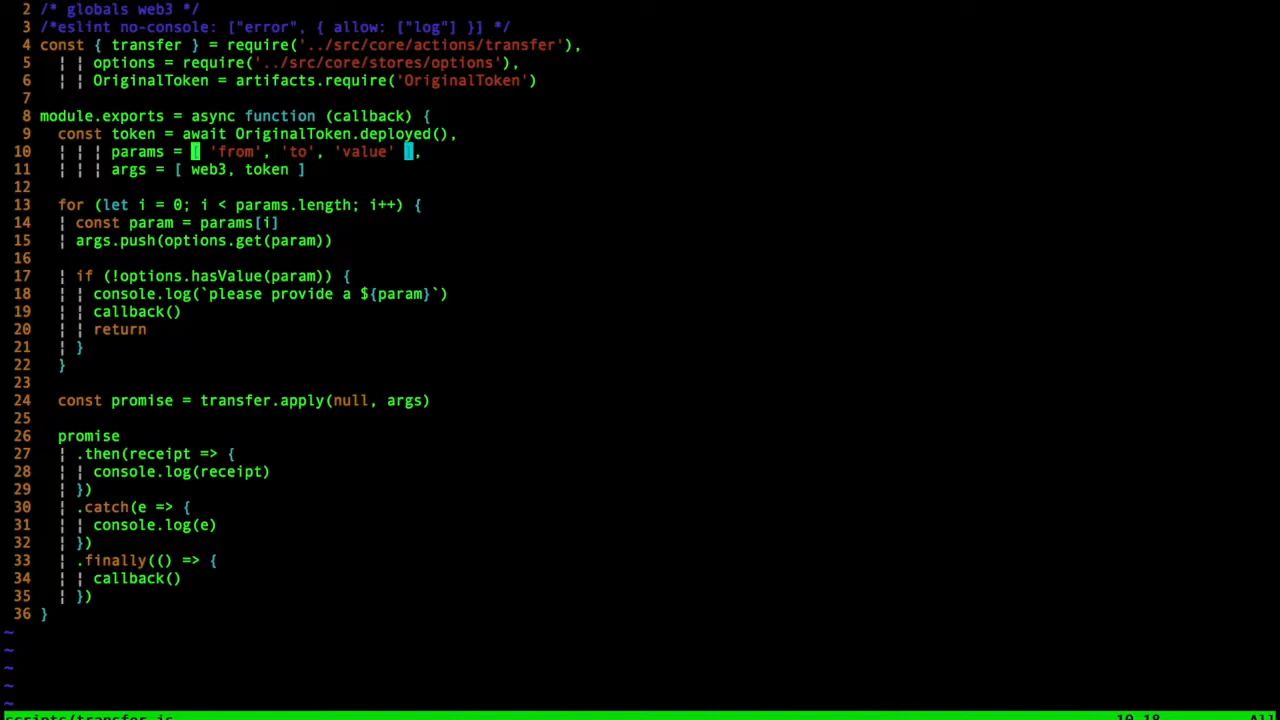 2 /* globals web3 */
3 /*eslint no-console: ["error", { allow: ["log"] }] */
4 const { transfer } = require('../src/core/actions/transfer'),
5 ¦ ¦ options = require('../src/core/stores/options'),
6 ¦ ¦ OriginalToken = artifacts.require('OriginalToken')
7
8 module.exports = async function (callback) {
9 const token = await OriginalToken.deployed(),
10 ¦ ¦ ¦ params = [ 'from', 'to', 'value' ],
11 ¦ ¦ ¦ args = [ web3, token ]
12
13 for (let i = 0; i < params.length; i++) {
14 ¦ const param = params[i]
15 ¦ args.push(options.get(param))
16
17 ¦ if (!options.hasValue(param)) {
18 ¦ ¦ console.log(`please provide a ${param}`)
19 ¦ ¦ callback()
20 ¦ ¦ return
21 ¦ }
22 }
23
24 const promise = transfer.apply(null, args)
25
26 promise
27 ¦ .then(receipt => {
28 ¦ ¦ console.log(receipt)
29 ¦ })
30 ¦ .catch(e => {
31 ¦ ¦ console.log(e)
32 ¦ })
33 ¦ .finally(() => {
34 ¦ ¦ callback()
35 ¦ })
36 }
~
~
~
~
~
scripts/transfer.js 10,18 All